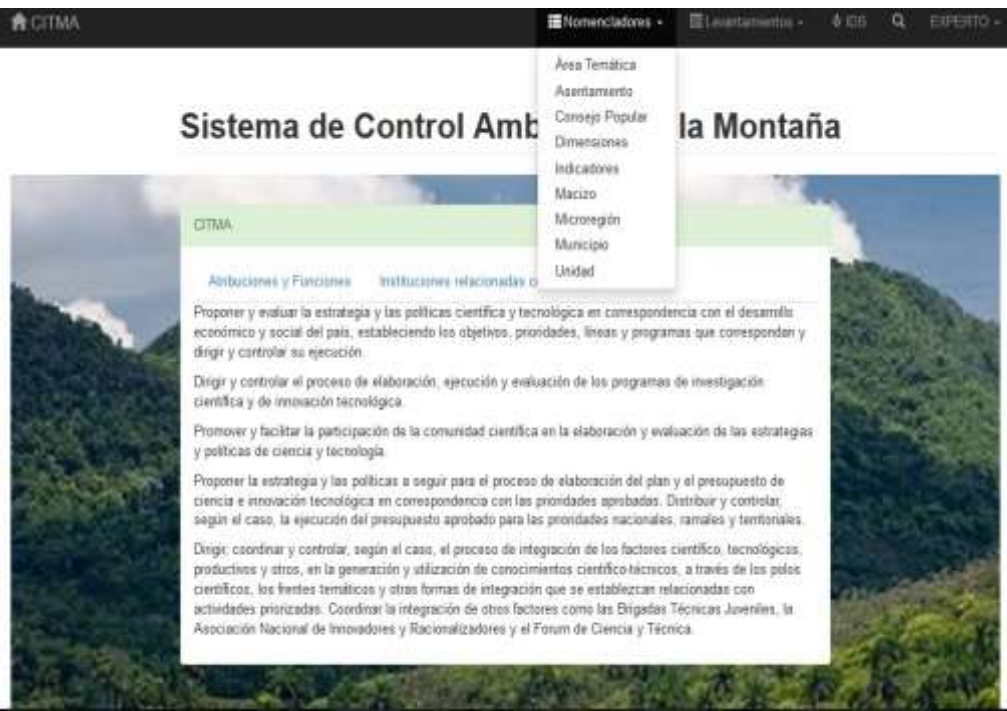 CITMA
Nomencladores
Levantamientos
IDS
EXPERTO
Área Temática
Asentamiento
Consejo Popular
Dimensiones
Indicadores
Macizo
Microregión
Municipio
Unidad
Sistema de Control Amb la Montaña
CITMA
Atribuciones y Funciones
Instituciones relacionadas
Proponer y evaluar la estrategia y las políticas científica y tecnológica en correspondencia con el desarrollo
económico y social del país, estableciendo los objetivos, prioridades, líneas y programas que correspondan y
dirigir y controlar su ejecución.
Dirigir y controlar el proceso de elaboración, ejecución y evaluación de los programas de investigación
científica y de innovación tecnológica.
Promover y facilitar la participación de la comunidad científica en la elaboración y evaluación de las estrategias
y políticas de ciencia y tecnología.
Proponer la estrategia y las políticas a seguir para el proceso de elaboración del plan y el presupuesto de
ciencia e innovación tecnológica en correspondencia con las prioridades aprobadas. Distribuir y controlar,
según el caso, la ejecución del presupuesto aprobado para las prioridades nacionales, ramales y territoriales.
Dirigir, coordinar y controlar, según el caso, el proceso de integración de los factores científico, tecnológicos,
productivos y otros, en la generación y utilización de conocimientos científico-técnicos, a través de los polos
científicos, los frentes temáticos y otras formas de integración que se establezcan relacionadas con
actividades priorizadas. Coordinar la integración de otros factores como las Brigadas Técnicas Juveniles, la
Asociación Nacional de Innovadores y Racionalizadores y el Forum de Ciencia y Técnica.